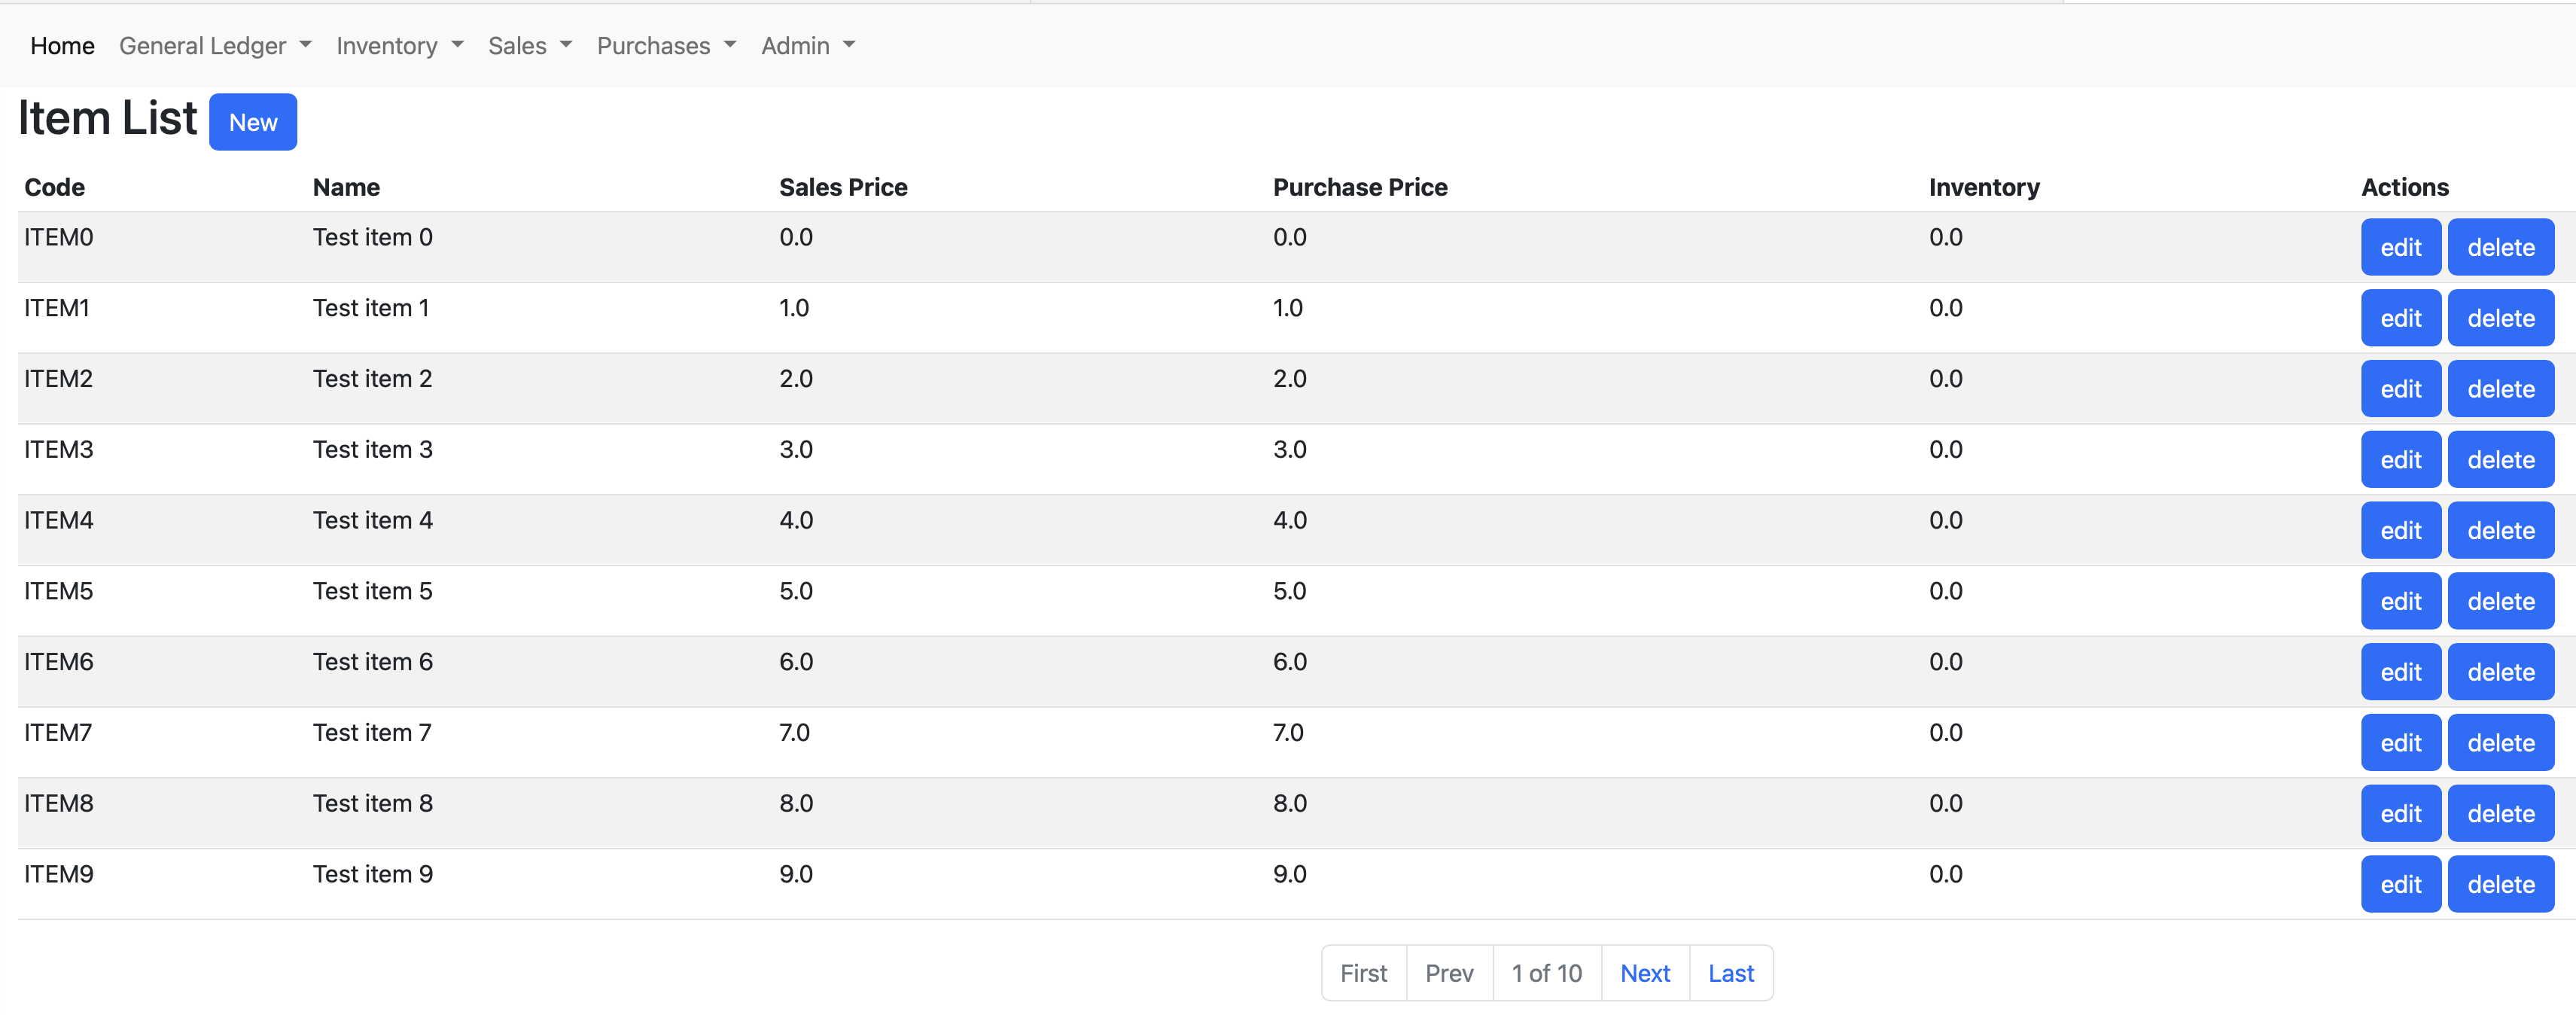 Home General Ledger Inventory Sales Purchases Admin
Item List New
Code Name Sales Price Purchase Price Inventory Actions
ITEM0 Test item 0 0.0 0.0 0.0 edit delete
ITEM1 Test item 1 1.0 1.0 0.0 edit delete
ITEM2 Test item 2 2.0 2.0 0.0 edit delete
ITEM3 Test item 3 3.0 3.0 0.0 edit delete
ITEM4 Test item 4 4.0 4.0 0.0 edit delete
ITEM5 Test item 5 5.0 5.0 0.0 edit delete
ITEM6 Test item 6 6.0 6.0 0.0 edit delete
ITEM7 Test item 7 7.0 7.0 0.0 edit delete
ITEM8 Test item 8 8.0 8.0 0.0 edit delete
ITEM9 Test item 9 9.0 9.0 0.0 edit delete
First Prev 1 of 10 Next Last